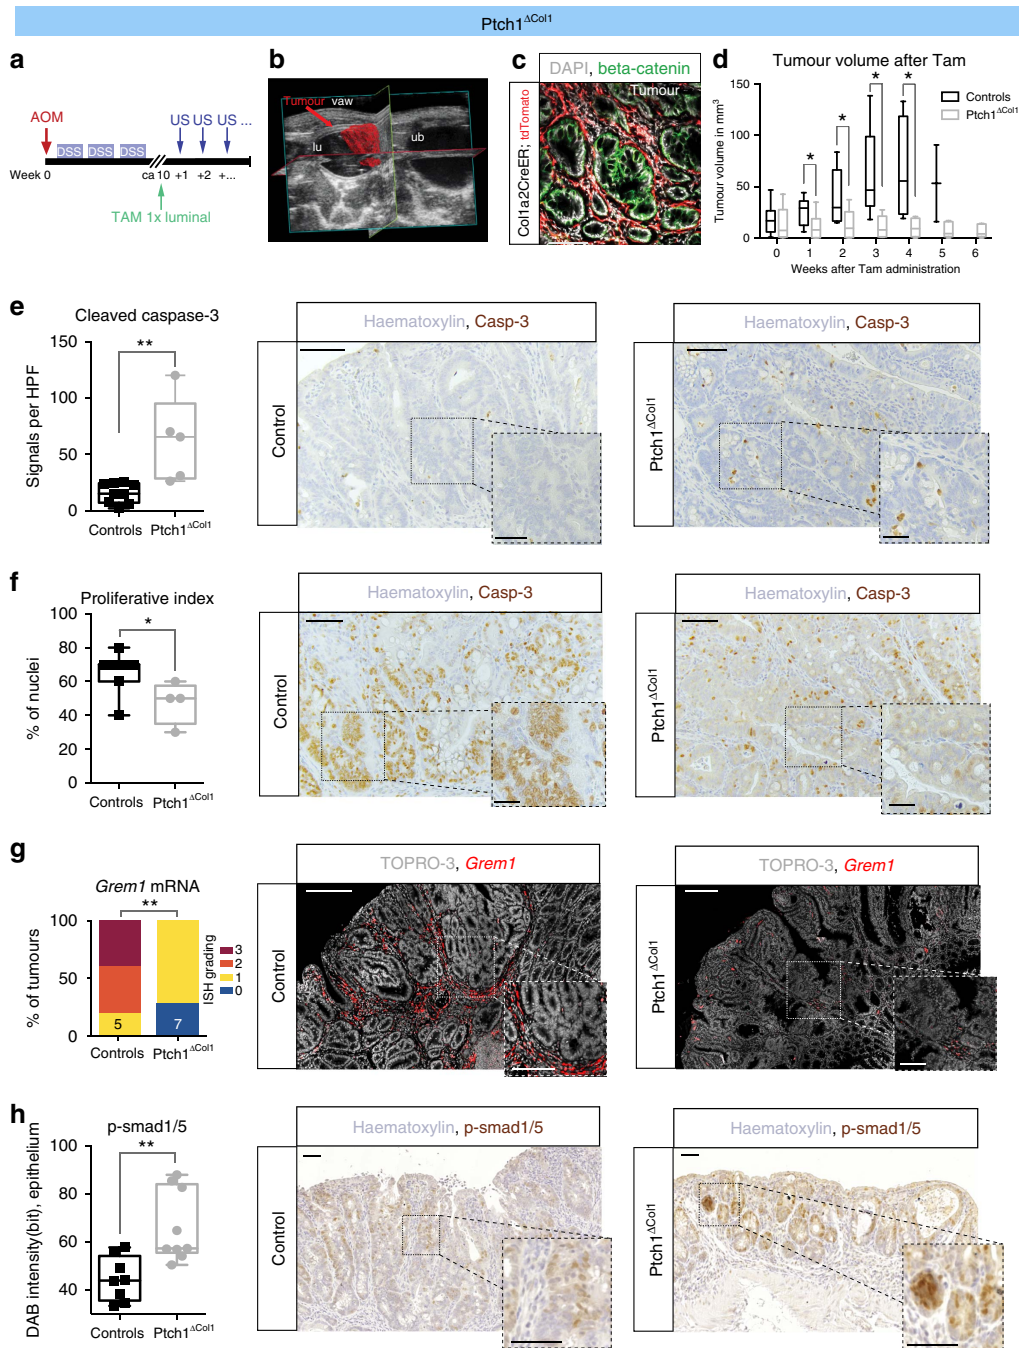 Ptch1ΔCol1
a
AOM
DSS DSS DSS
US US US ...
Week 0 ca 10 +1 +2 +...
TAM 1x luminal
b
Tumour vaw
lu
ub
c
DAPI, beta-catenin
Col1a2CreER; tdTomato
Tumour
d
Tumour volume after Tam
Tumour volume in mm3
150
100
50
0
* * * *
Controls
Ptch1ΔCol1
0 1 2 3 4 5 6
Weeks after Tam administration
e
Cleaved caspase-3
Signals per HPF
150
100
50
0
**
Controls Ptch1ΔCol1
Haematoxylin, Casp-3
Control
Haematoxylin, Casp-3
Ptch1ΔCol1
f
Proliferative index
% of nuclei
100
80
60
40
20
0
*
Controls Ptch1ΔCol1
Haematoxylin, Casp-3
Control
Haematoxylin, Casp-3
Ptch1ΔCol1
g
Grem1 mRNA
% of tumours
100
50
0
**
5
7
Controls Ptch1ΔCol1
ISH grading
3
2
1
0
TOPRO-3, Grem1
Control
TOPRO-3, Grem1
Ptch1ΔCol1
h
p-smad1/5
DAB intensity(bit), epithelium
100
80
60
40
**
Controls Ptch1ΔCol1
Haematoxylin, p-smad1/5
Control
Haematoxylin, p-smad1/5
Ptch1ΔCol1